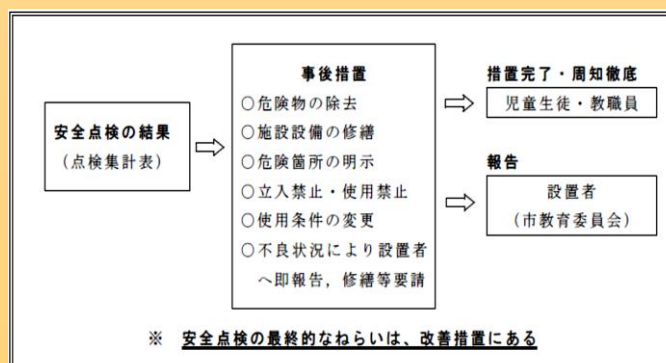 安全点検の結果
(点検集計表)
事後措置
○危険物の除去
○施設設備の修繕
○危険箇所の明示
○立入禁止・使用禁止
○使用条件の変更
○不良状況により設置者
へ即報告，修繕等要請
措置完了・周知徹底
児童生徒・教職員
報告
設置者
(市教育委員会)
※ 安全点検の最終的なねらいは、改善措置にある